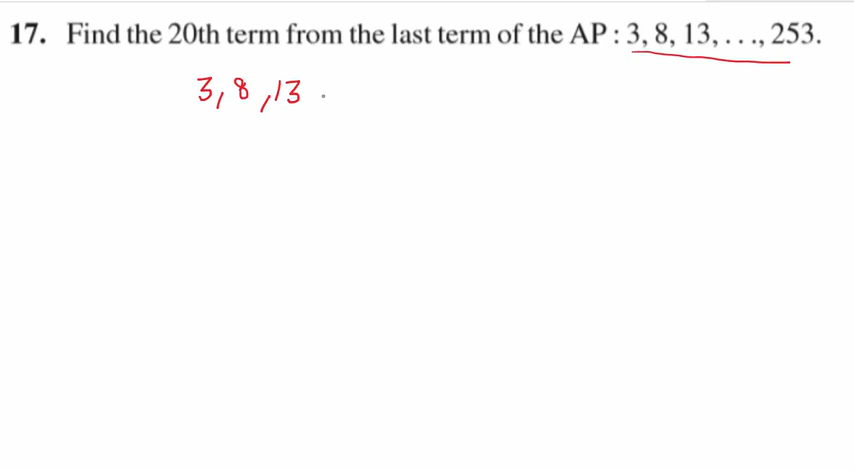 17. Find the 20th term from the last term of the AP : 3, 8, 13, . . ., 253.
3, 8, 13 .